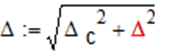 Δ := √(Δ_C² + Δ²)